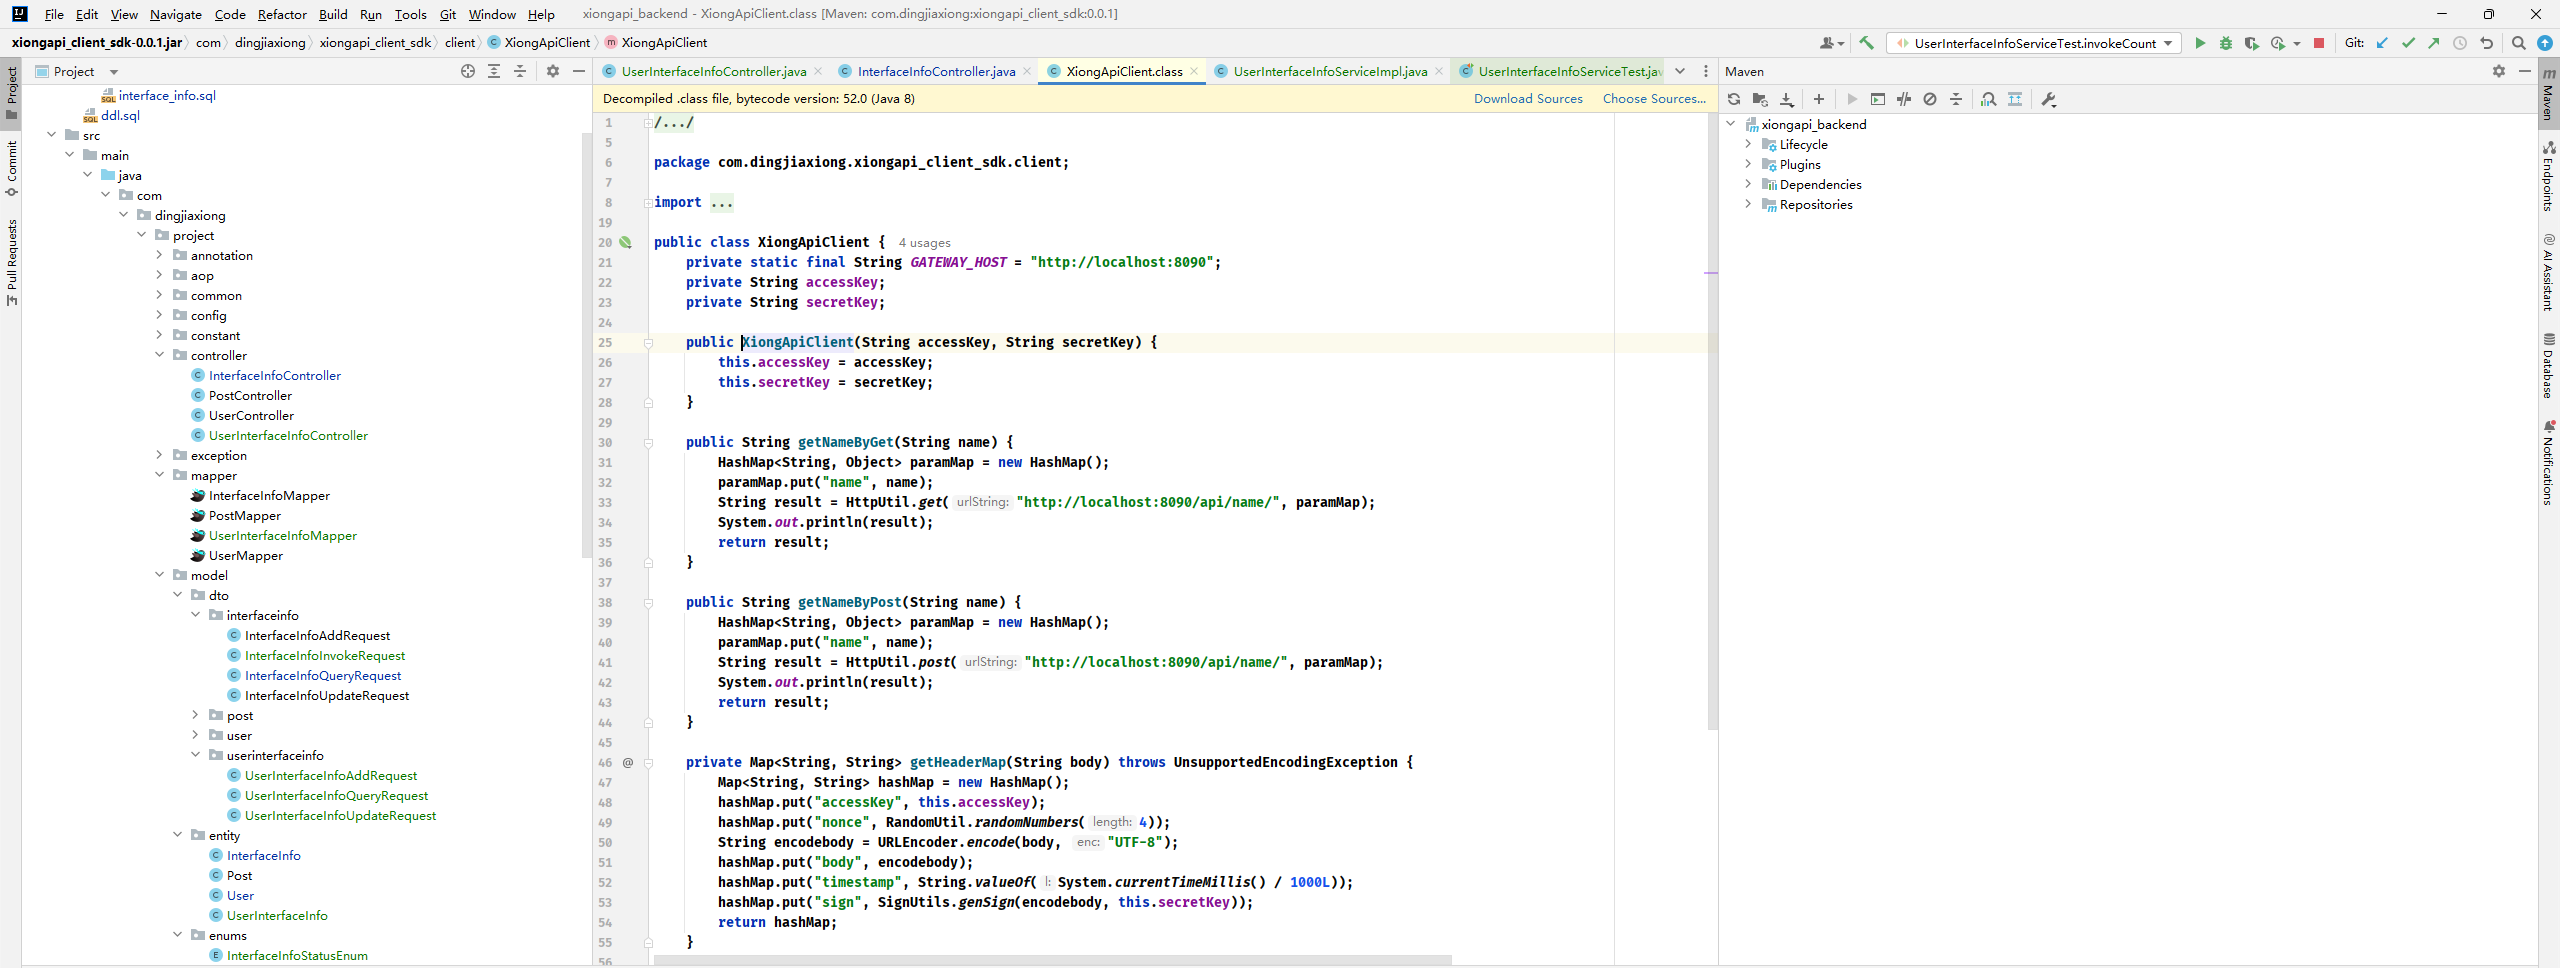 File Edit View Navigate Code Refactor Build Run Tools Git Window Help xiongapi_backend - XiongApiClient.class [Maven: com.dingjiaxiong:xiongapi_client_sdk:0.0.1]
xiongapi_client_sdk-0.0.1.jar com dingjiaxiong xiongapi_client_sdk client XiongApiClient XiongApiClient
UserInterfaceInfoServiceTest.invokeCount Git:
Project
Commit
Pull Requests
Project
interface_info.sql
ddl.sql
src
main
java
com
dingjiaxiong
project
annotation
aop
common
config
constant
controller
InterfaceInfoController
PostController
UserController
UserInterfaceInfoController
exception
mapper
InterfaceInfoMapper
PostMapper
UserInterfaceInfoMapper
UserMapper
model
dto
interfaceinfo
InterfaceInfoAddRequest
InterfaceInfoInvokeRequest
InterfaceInfoQueryRequest
InterfaceInfoUpdateRequest
post
user
userinterfaceinfo
UserInterfaceInfoAddRequest
UserInterfaceInfoQueryRequest
UserInterfaceInfoUpdateRequest
entity
InterfaceInfo
Post
User
UserInterfaceInfo
enums
InterfaceInfoStatusEnum
UserInterfaceInfoController.java InterfaceInfoController.java XiongApiClient.class UserInterfaceInfoServiceImpl.java UserInterfaceInfoServiceTest.jav
Decompiled .class file, bytecode version: 52.0 (Java 8) Download Sources Choose Sources...
1 /.../
5
6 package com.dingjiaxiong.xiongapi_client_sdk.client;
7
8 import ...
19
20 public class XiongApiClient { 4 usages
21 private static final String GATEWAY_HOST = "http://localhost:8090";
22 private String accessKey;
23 private String secretKey;
24
25 public XiongApiClient(String accessKey, String secretKey) {
26 this.accessKey = accessKey;
27 this.secretKey = secretKey;
28 }
29
30 public String getNameByGet(String name) {
31 HashMap<String, Object> paramMap = new HashMap();
32 paramMap.put("name", name);
33 String result = HttpUtil.get( urlString: "http://localhost:8090/api/name/", paramMap);
34 System.out.println(result);
35 return result;
36 }
37
38 public String getNameByPost(String name) {
39 HashMap<String, Object> paramMap = new HashMap();
40 paramMap.put("name", name);
41 String result = HttpUtil.post( urlString: "http://localhost:8090/api/name/", paramMap);
42 System.out.println(result);
43 return result;
44 }
45
46 @ private Map<String, String> getHeaderMap(String body) throws UnsupportedEncodingException {
47 Map<String, String> hashMap = new HashMap();
48 hashMap.put("accessKey", this.accessKey);
49 hashMap.put("nonce", RandomUtil.randomNumbers( length: 4));
50 String encodebody = URLEncoder.encode(body, enc: "UTF-8");
51 hashMap.put("body", encodebody);
52 hashMap.put("timestamp", String.valueOf( l: System.currentTimeMillis() / 1000L));
53 hashMap.put("sign", SignUtils.genSign(encodebody, this.secretKey));
54 return hashMap;
55 }
56
Maven
xiongapi_backend
Lifecycle
Plugins
Dependencies
Repositories
Maven
Endpoints
AI Assistant
Database
Notifications